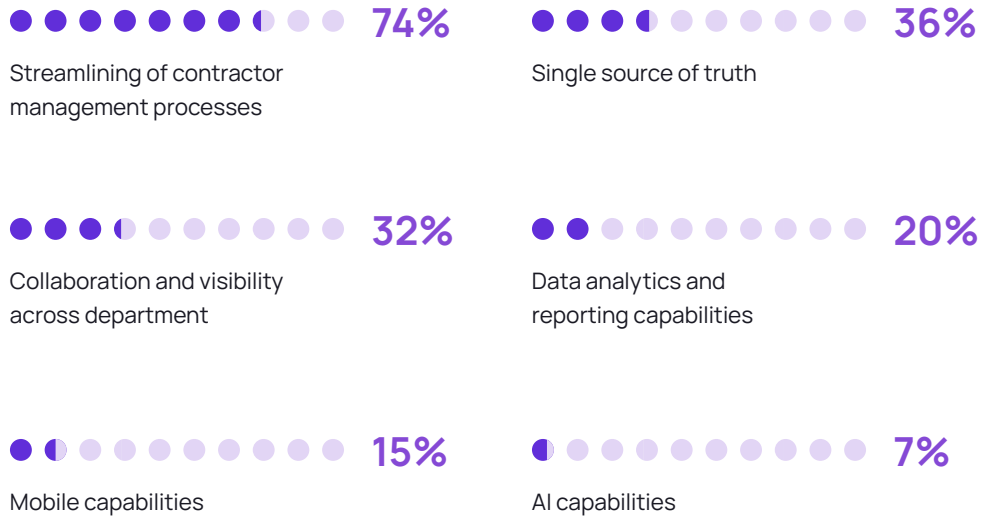 74%
Streamlining of contractor
management processes
36%
Single source of truth
32%
Collaboration and visibility
across department
20%
Data analytics and
reporting capabilities
15%
Mobile capabilities
7%
AI capabilities